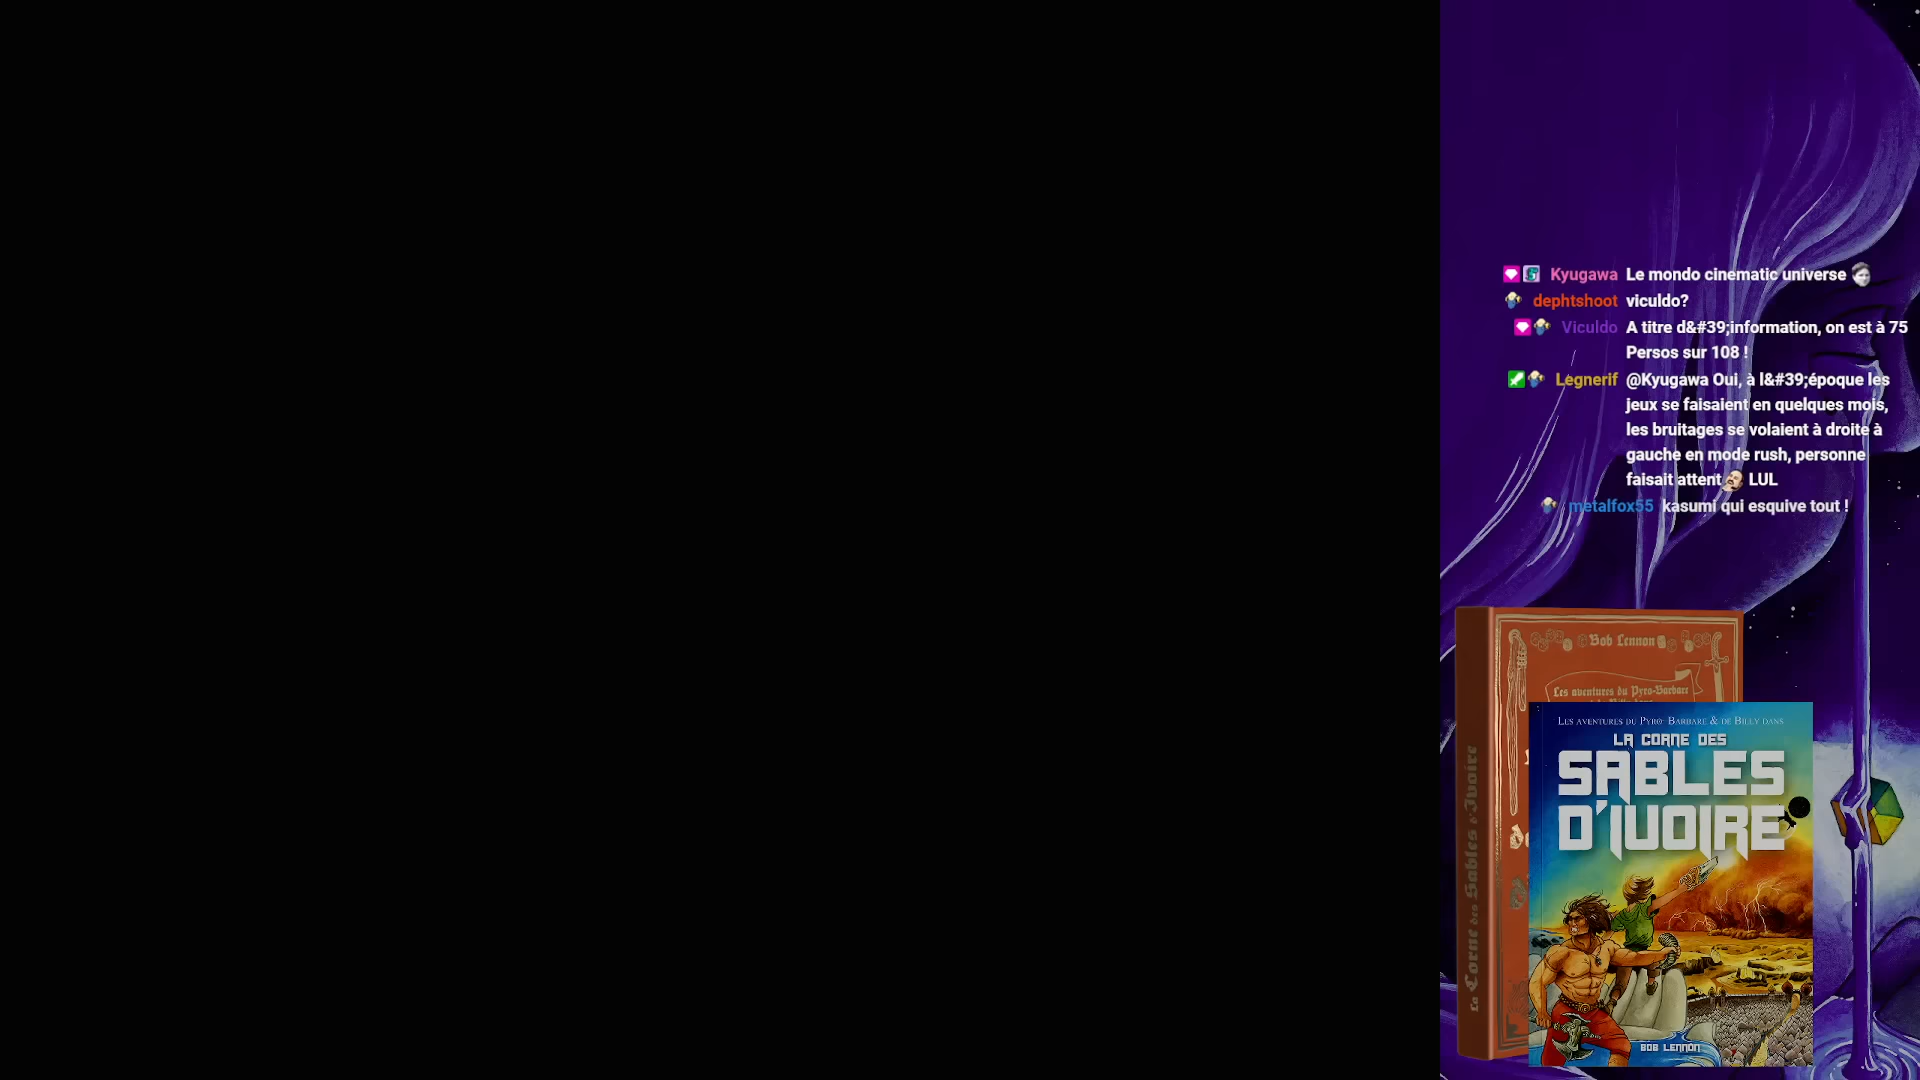 Kyugawa Le mondo cinematic universe
dephtshoot viculdo?
Viculdo A titre d&#39;information, on est à 75
Persos sur 108 !
Legnerif @Kyugawa Oui, à l&#39;époque les
jeux se faisaient en quelques mois,
les bruitages se volaient à droite à
gauche en mode rush, personne
faisait attent LUL
metalfox55 kasumi qui esquive tout !
Bob Lennon
Les aventures du Pyro-Barbare
La Corne des Sables d'Ivoire
LES AVENTURES DU PYRO-BARBARE & DE BILLY DANS
LA CORNE DES
SABLES
D'IVOIRE
BOB LENNON